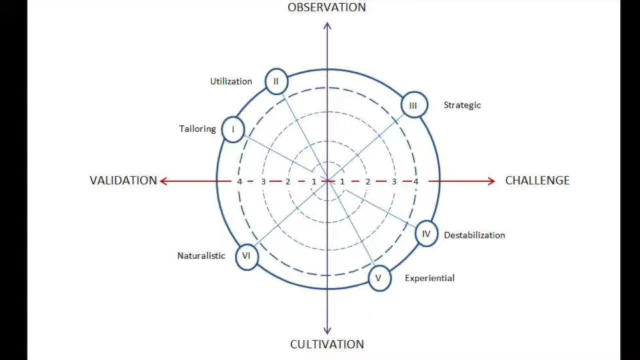 OBSERVATION
Utilization II
III Strategic
Tailoring I
VALIDATION 4 3 2 1 1 2 3 4 CHALLENGE
IV Destabilization
Naturalistic VI
V Experiential
CULTIVATION